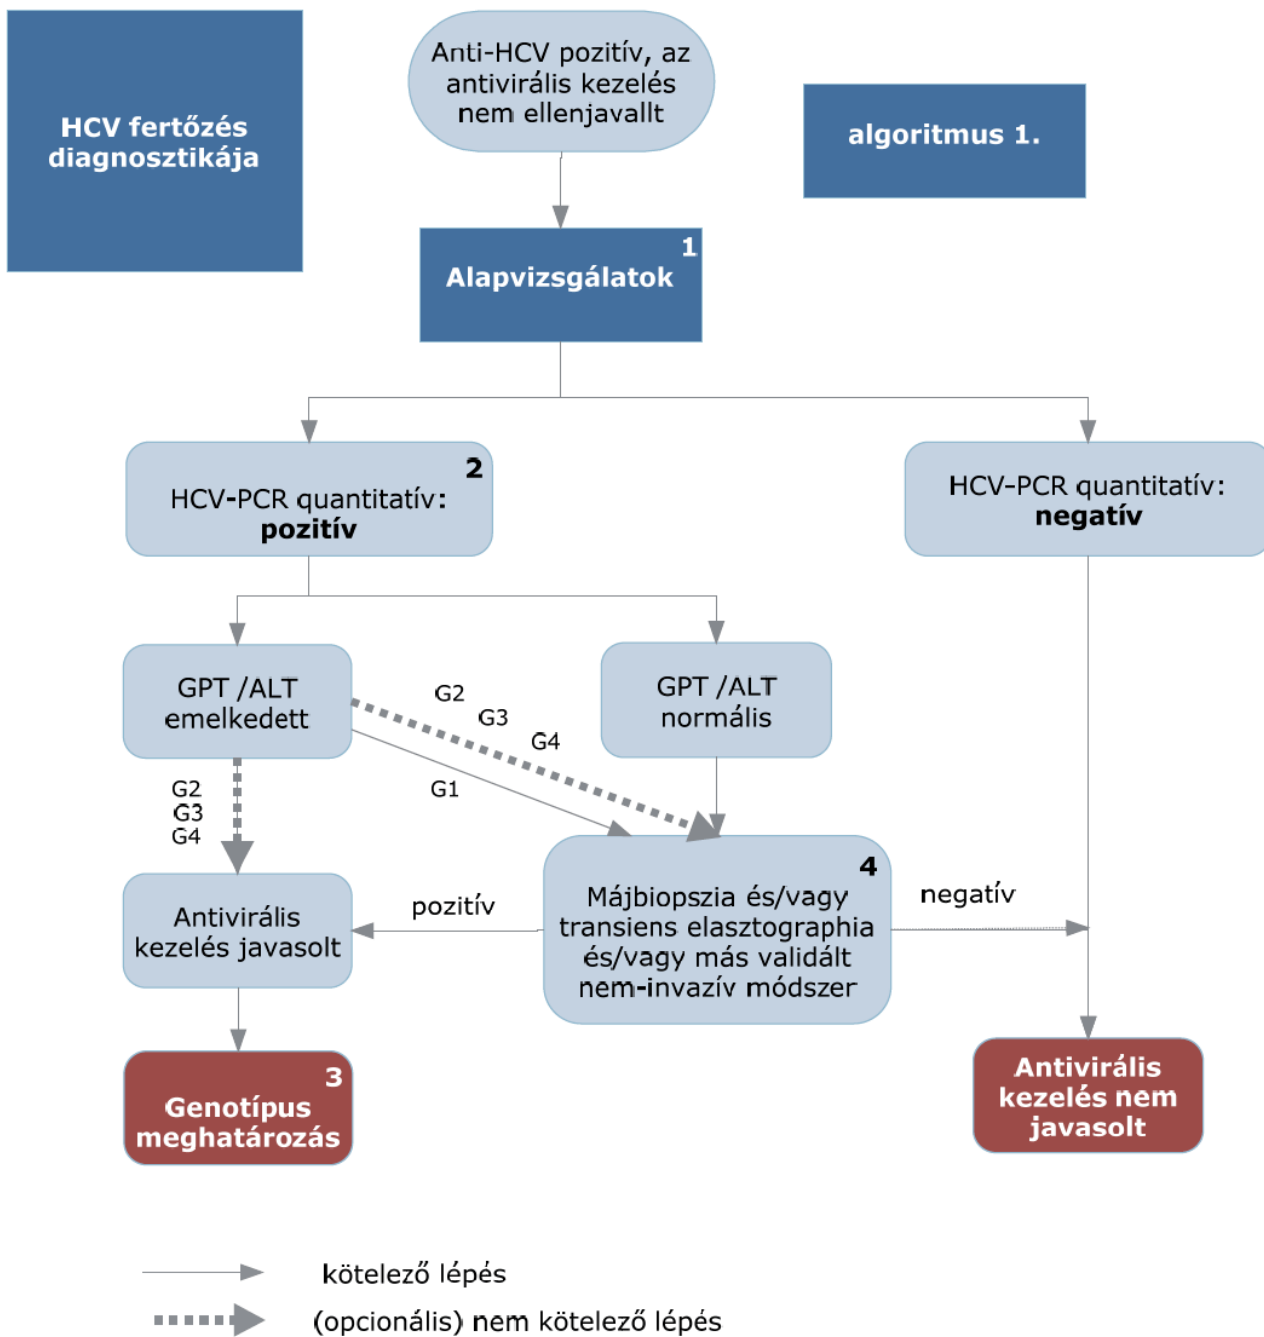 HCV fertőzés
diagnosztikája
Anti-HCV pozitív, az
antivirális kezelés
nem ellenjavallt
algoritmus 1.
1
Alapvizsgálatok
2
HCV-PCR quantitatív:
pozitív
HCV-PCR quantitatív:
negatív
GPT /ALT
emelkedett
GPT /ALT
normális
G2
G3
G4
G1
G2
G3
G4
4
Májbiopszia és/vagy
transiens elasztographia
és/vagy más validált
nem-invazív módszer
pozitív
negatív
Antivirális
kezelés javasolt
3
Genotípus
meghatározás
Antivirális
kezelés nem
javasolt
kötelező lépés
(opcionális) nem kötelező lépés